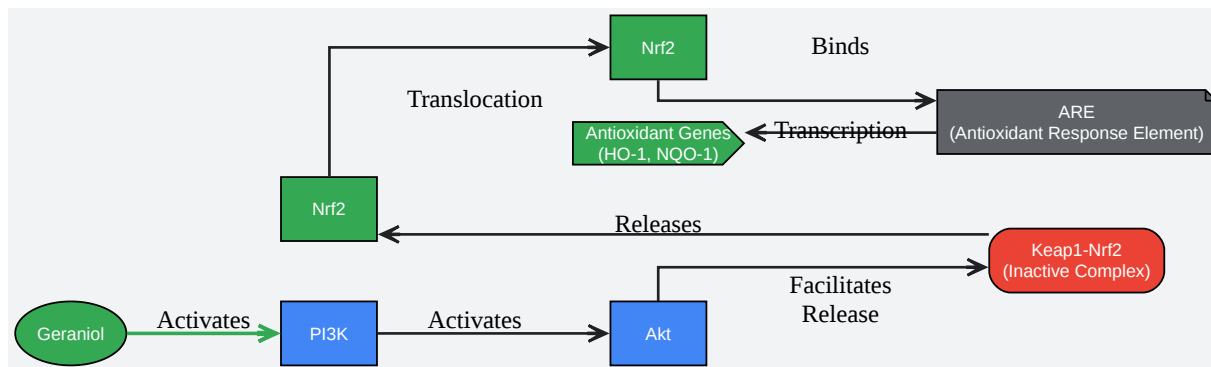 Nrf2
Binds
Translocation
ARE
(Antioxidant Response Element)
Antioxidant Genes
(HO-1, NQO-1)
Transcription
Nrf2
Releases
Keap1-Nrf2
(Inactive Complex)
Facilitates
Release
Geraniol
Activates
PI3K
Activates
Akt